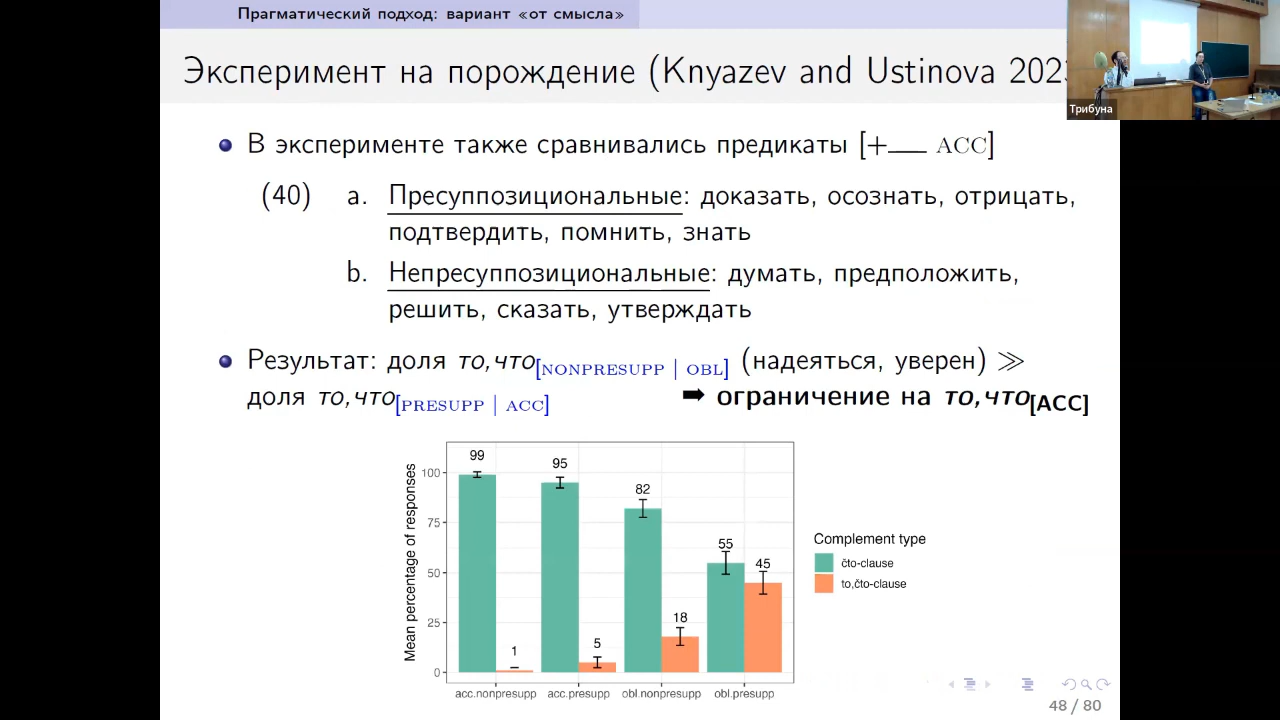 Прагматический подход: вариант «от смысла»
Эксперимент на порождение (Knyazev and Ustinova 202
Трибуна
• В эксперименте также сравнивались предикаты [+__ ACC]
(40) a. Пресуппозициональные: доказать, осознать, отрицать,
подтвердить, помнить, знать
b. Непресуппозициональные: думать, предположить,
решить, сказать, утверждать
• Результат: доля то,что[NONPRESUPP | OBL] (надеяться, уверен) ≫
доля то,что[PRESUPP | ACC] ➡ ограничение на то,что[ACC]
Mean percentage of responses
100
75
50
25
0
99
1
95
5
82
18
55
45
acc.nonpresupp acc.presupp obl.nonpresupp obl.presupp
Complement type
čto-clause
to,čto-clause
48 / 80